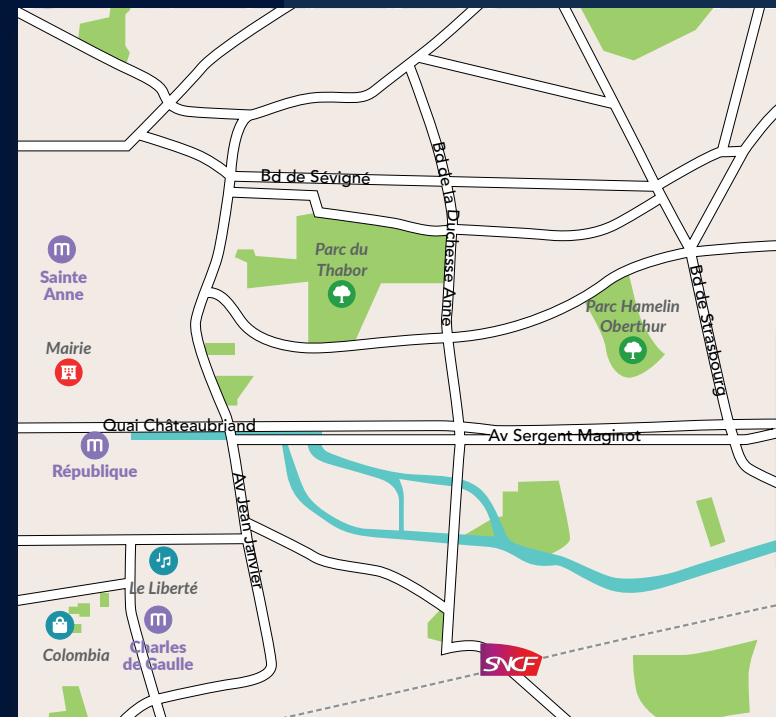 Bd de Sévigné
Bd de la Duchesse Anne
Parc du
Thabor
Sainte
Anne
Bd de Strasbourg
Parc Hamelin
Oberthur
Mairie
Quai Châteaubriand
Av Sergent Maginot
République
Av Jean Janvier
Le Liberté
Colombia
Charles
de Gaulle
SNCF